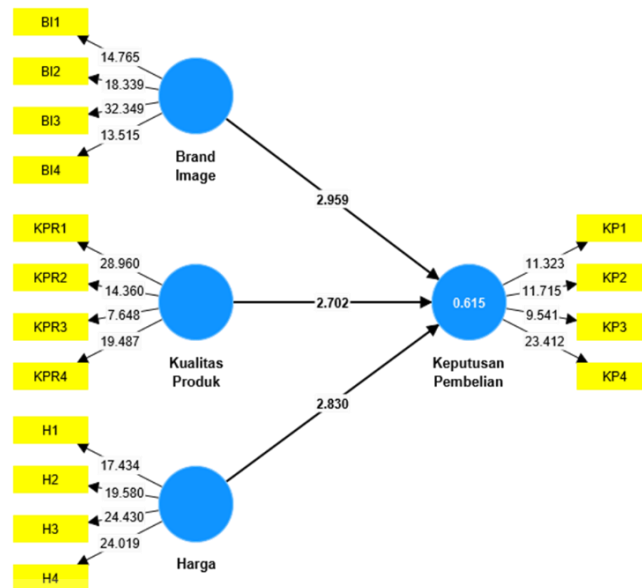 BI1
14.765
BI2
18.339
BI3
32.349
BI4
13.515
Brand
Image
2.959
KPR1
28.960
KPR2
14.360
KPR3
7.648
KPR4
19.487
Kualitas
Produk
2.702
0.615
Keputusan
Pembelian
KP1
11.323
KP2
11.715
KP3
9.541
KP4
23.412
2.830
H1
17.434
H2
19.580
H3
24.430
H4
24.019
Harga